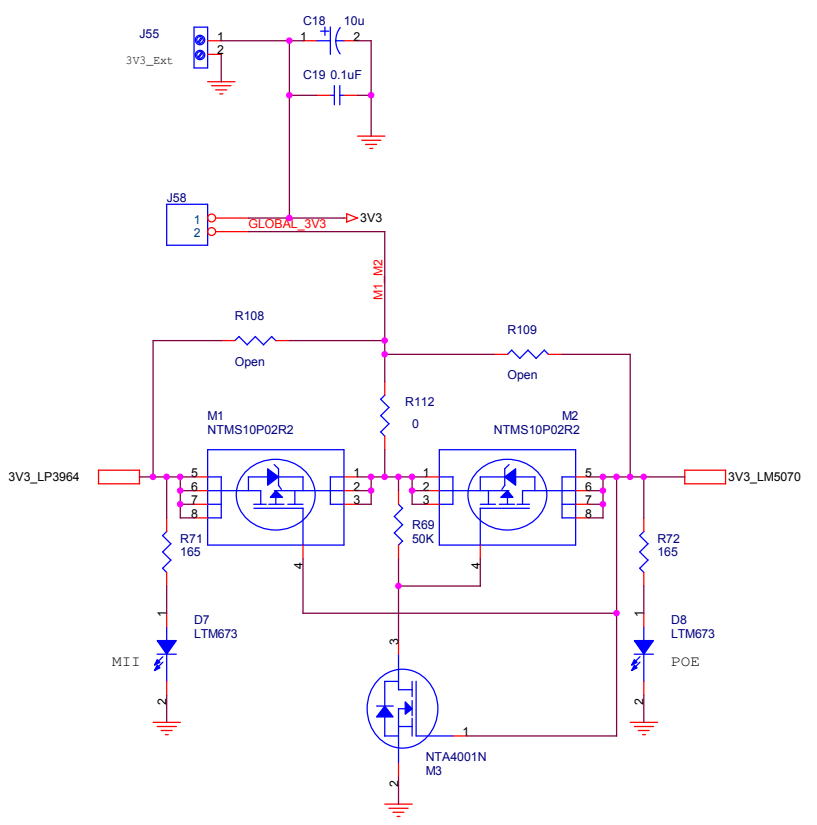 C18 10u
J55
1
2
1
2
3V3_Ext
C19 0.1uF
J58
1
2
GLOBAL_3V3
3V3
M1_M2
R108
Open
R109
Open
R112
0
M1
NTMS10P02R2
M2
NTMS10P02R2
3V3_LP3964
5
6
7
8
1
2
3
1
2
3
5
6
7
8
3V3_LM5070
R71
165
R69
50K
R72
165
4
4
1
D7
LTM673
MII
2
3
1
D8
LTM673
POE
2
1
NTA4001N
M3
2